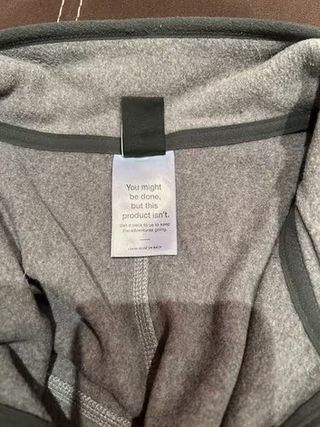 You might
be done,
but this
product isn't.
Get it back to us to keep
the adventures going.